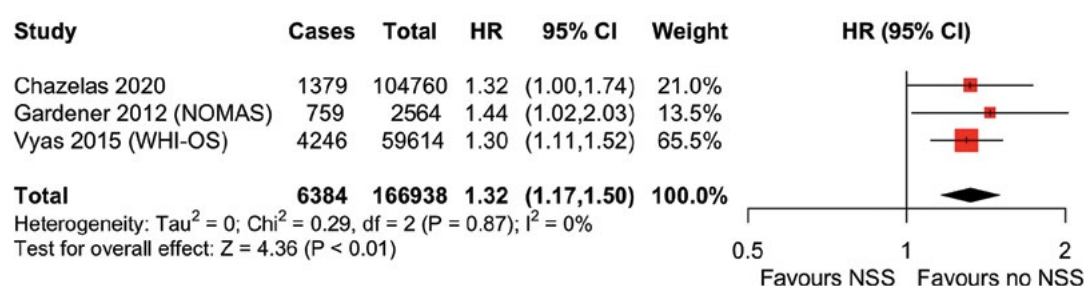 Study Cases Total HR 95% CI Weight HR (95% CI)
Chazelas 2020 1379 104760 1.32 (1.00,1.74) 21.0%
Gardener 2012 (NOMAS) 759 2564 1.44 (1.02,2.03) 13.5%
Vyas 2015 (WHI-OS) 4246 59614 1.30 (1.11,1.52) 65.5%
Total 6384 166938 1.32 (1.17,1.50) 100.0%
Heterogeneity: Tau² = 0; Chi² = 0.29, df = 2 (P = 0.87); I² = 0%
Test for overall effect: Z = 4.36 (P < 0.01)
0.5 1 2
Favours NSS Favours no NSS